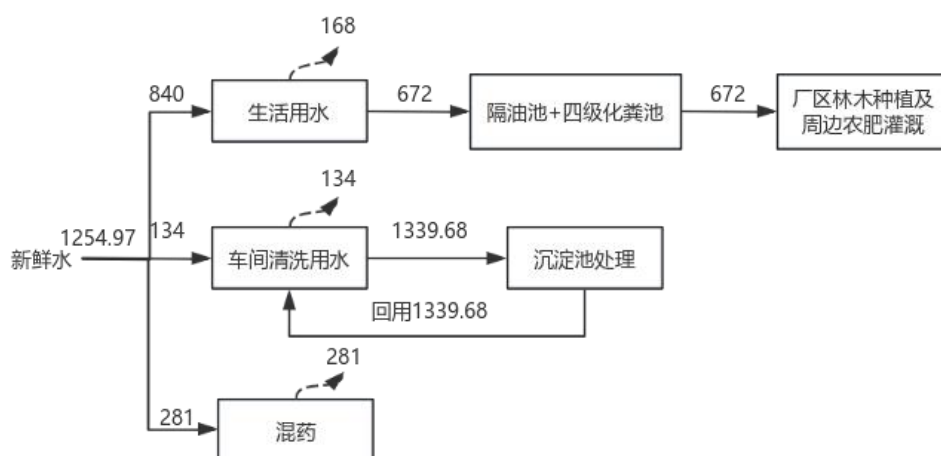 168
840
生活用水
672
隔油池+四级化粪池
672
厂区林木种植及
周边农肥灌溉
134
新鲜水
1254.97
134
车间清洗用水
1339.68
沉淀池处理
回用1339.68
281
281
混药